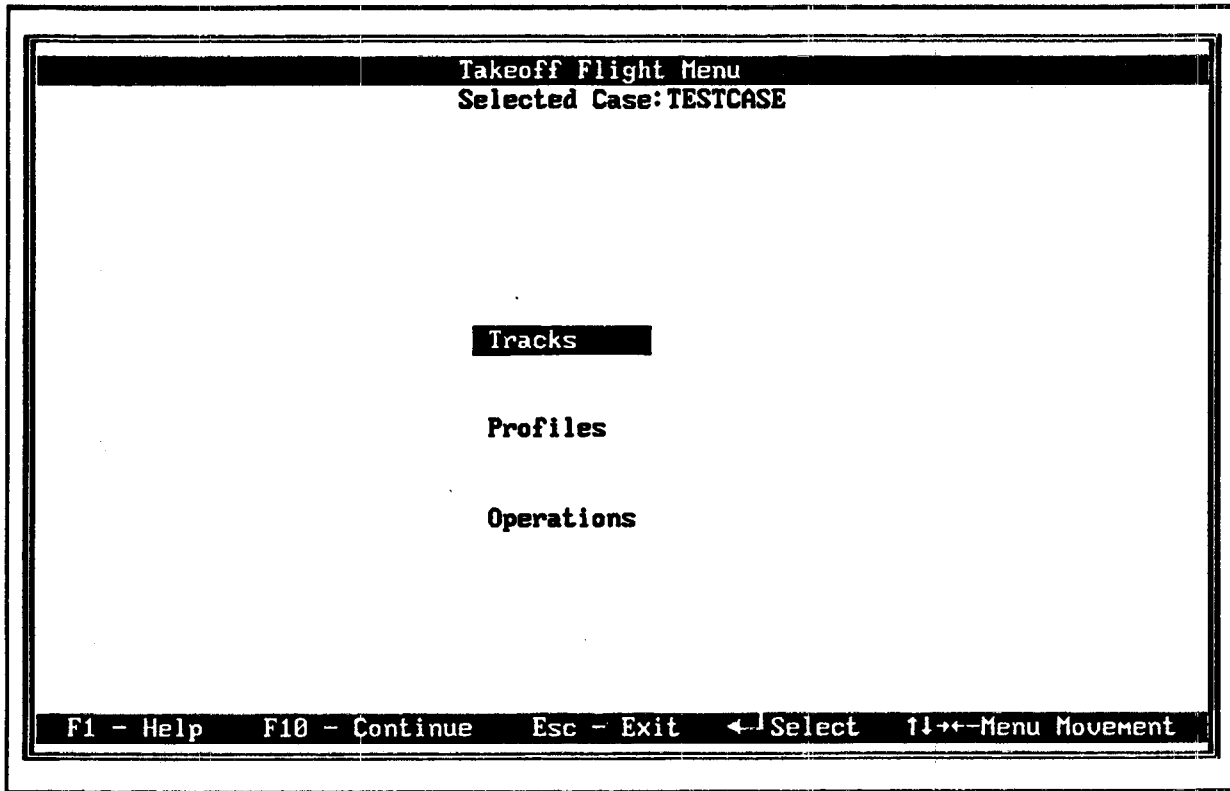 Takeoff Flight Menu
Selected Case:TESTCASE
Tracks
Profiles
Operations
F1 - Help F10 - Continue Esc - Exit ←┘Select ↑↓→←-Menu Movement